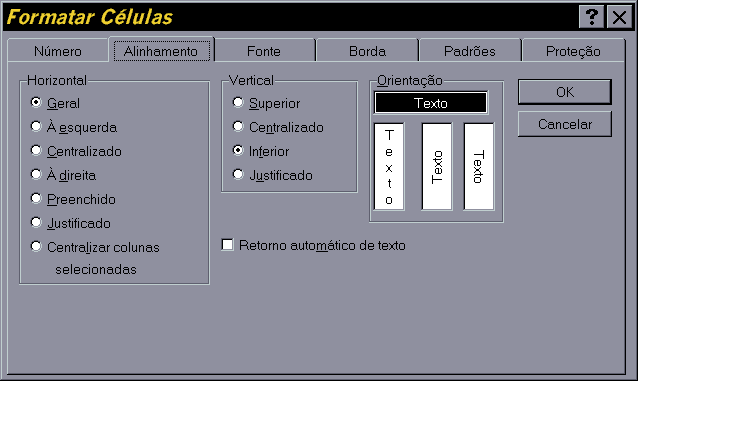 Formatar Células
Número
Alinhamento
Fonte
Borda
Padrões
Proteção
Horizontal
Geral
À esquerda
Centralizado
À direita
Preenchido
Justificado
Centralizar colunas
selecionadas
Vertical
Superior
Centralizado
Inferior
Justificado
Orientação
Texto
Texto
Texto
Texto
Retorno automático de texto
OK
Cancelar